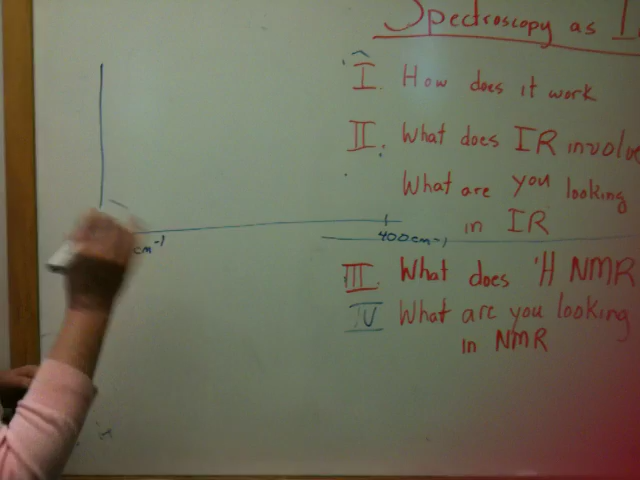 Spectroscopy as
I. How does it work
II. What does IR involve
What are you looking
in IR
cm-1
400cm-1
III. What does 'H NMR
IV What are you looking
in NMR